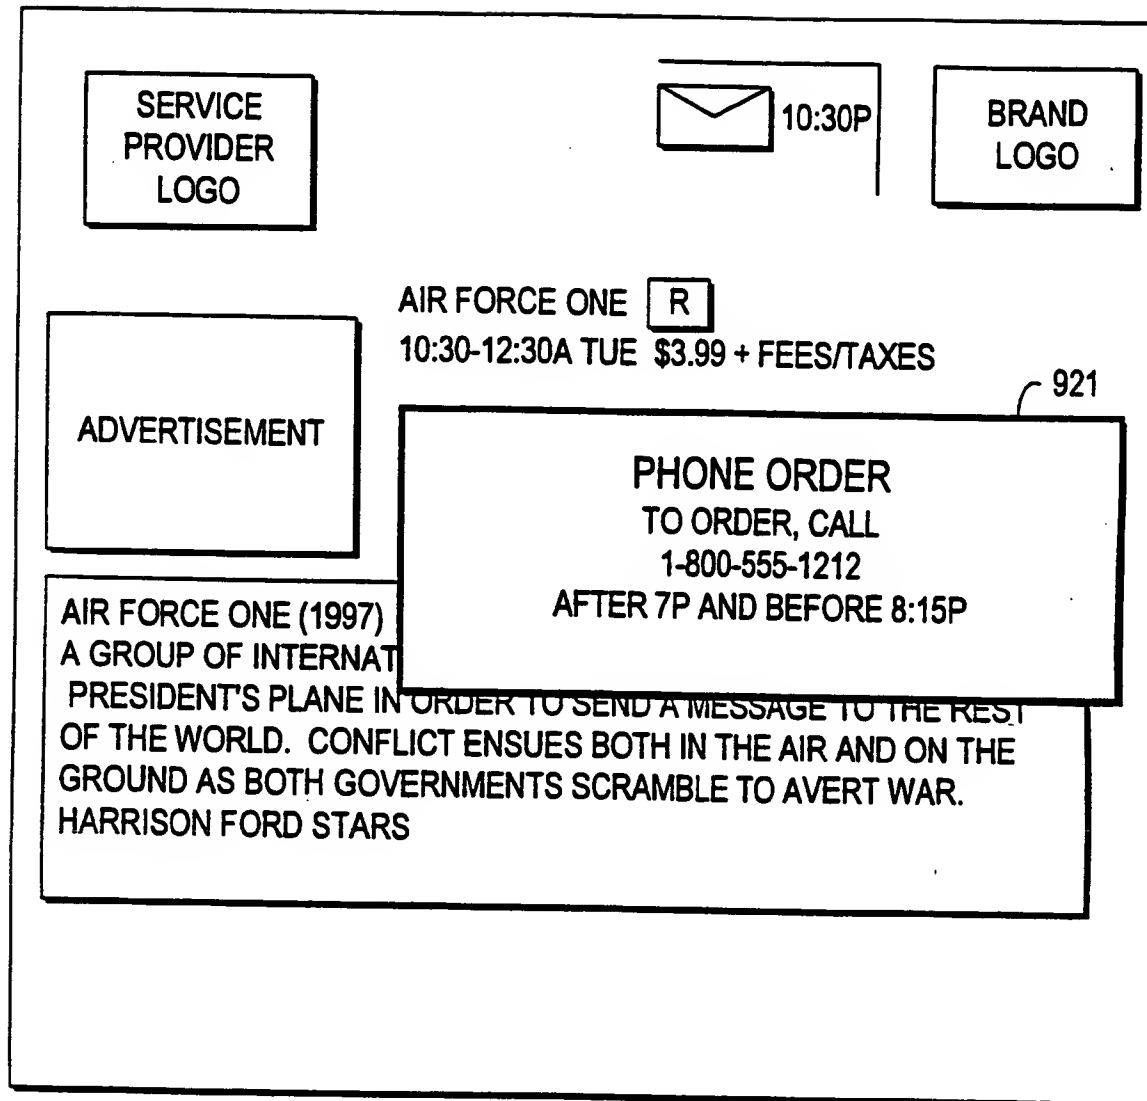 SERVICE
PROVIDER
LOGO
10:30P
BRAND
LOGO
AIR FORCE ONE R
10:30-12:30A TUE $3.99 + FEES/TAXES
921
ADVERTISEMENT
PHONE ORDER
TO ORDER, CALL
1-800-555-1212
AFTER 7P AND BEFORE 8:15P
AIR FORCE ONE (1997)
A GROUP OF INTERNAT
PRESIDENT'S PLANE IN ORDER TO SEND A MESSAGE TO THE REST
OF THE WORLD. CONFLICT ENSUES BOTH IN THE AIR AND ON THE
GROUND AS BOTH GOVERNMENTS SCRAMBLE TO AVERT WAR.
HARRISON FORD STARS